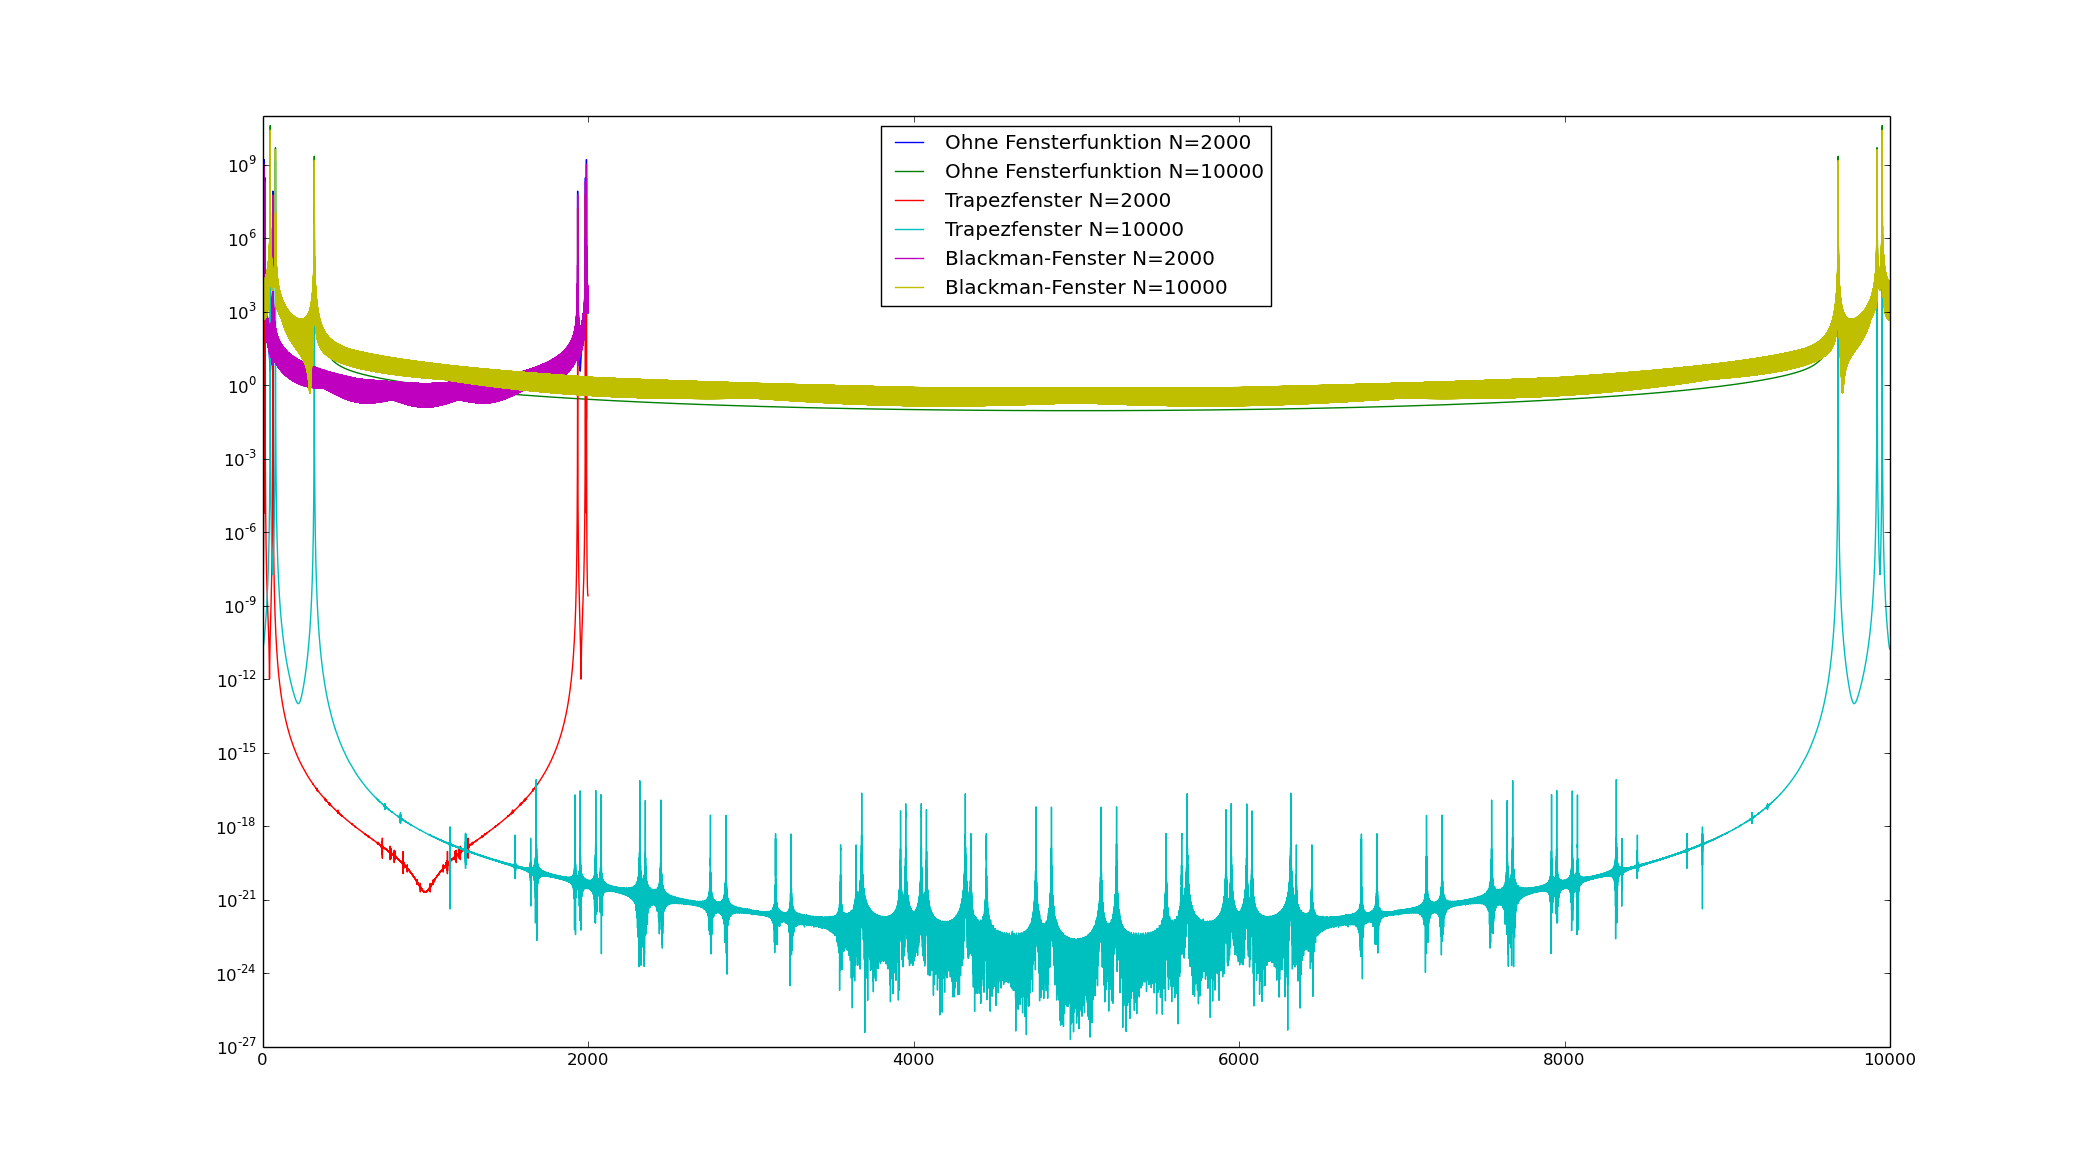 Ohne Fensterfunktion N=2000
Ohne Fensterfunktion N=10000
Trapezfenster N=2000
Trapezfenster N=10000
Blackman-Fenster N=2000
Blackman-Fenster N=10000
10^9
10^6
10^3
10^0
10^-3
10^-6
10^-9
10^-12
10^-15
10^-18
10^-21
10^-24
10^-27
0 2000 4000 6000 8000 10000